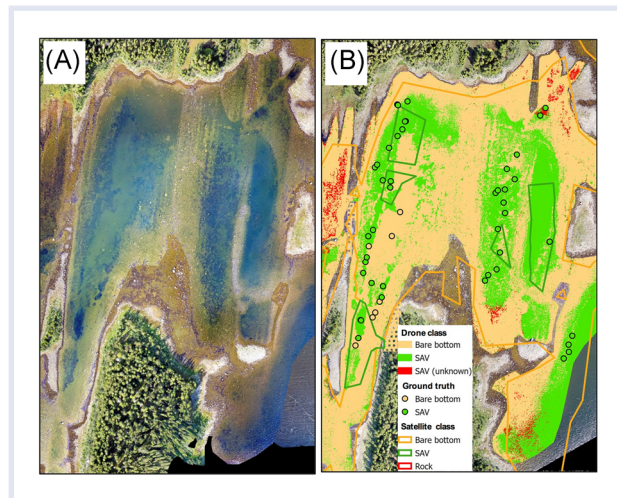 (A)
(B)
Drone class
Bare bottom
SAV
SAV (unknown)
Ground truth
Bare bottom
SAV
Satellite class
Bare bottom
SAV
Rock